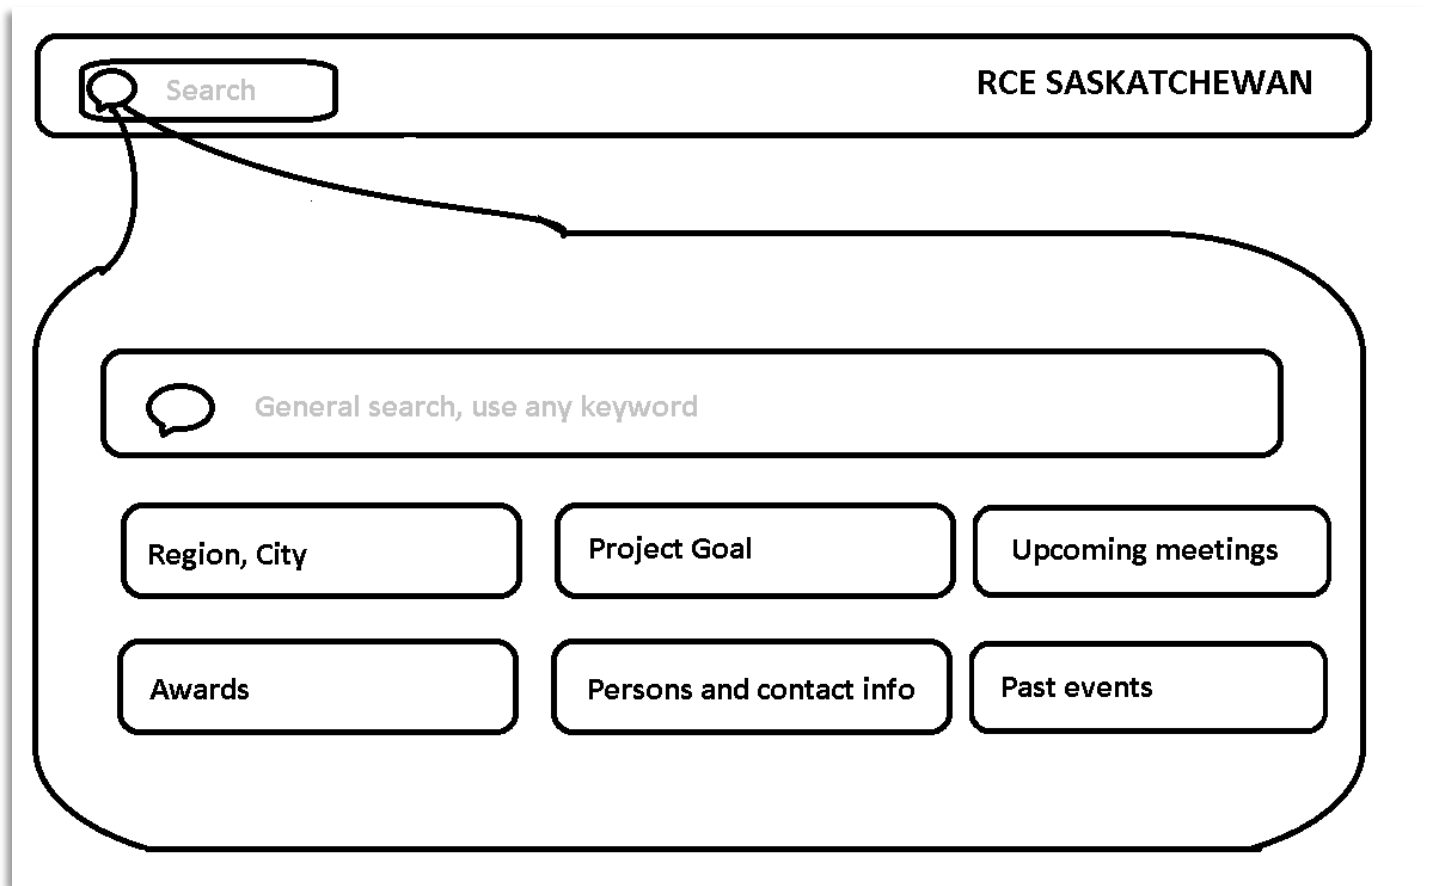 Search
RCE SASKATCHEWAN
General search, use any keyword
Region, City
Project Goal
Upcoming meetings
Awards
Persons and contact info
Past events